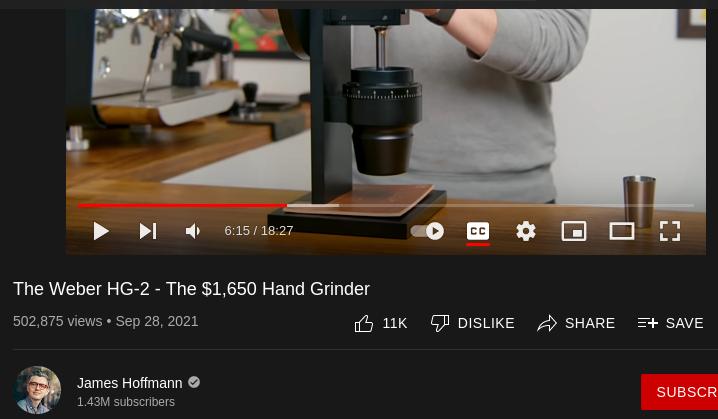 6:15 / 18:27
CC
The Weber HG-2 - The $1,650 Hand Grinder
502,875 views • Sep 28, 2021
11K DISLIKE SHARE SAVE
James Hoffmann
1.43M subscribers
SUBSCR